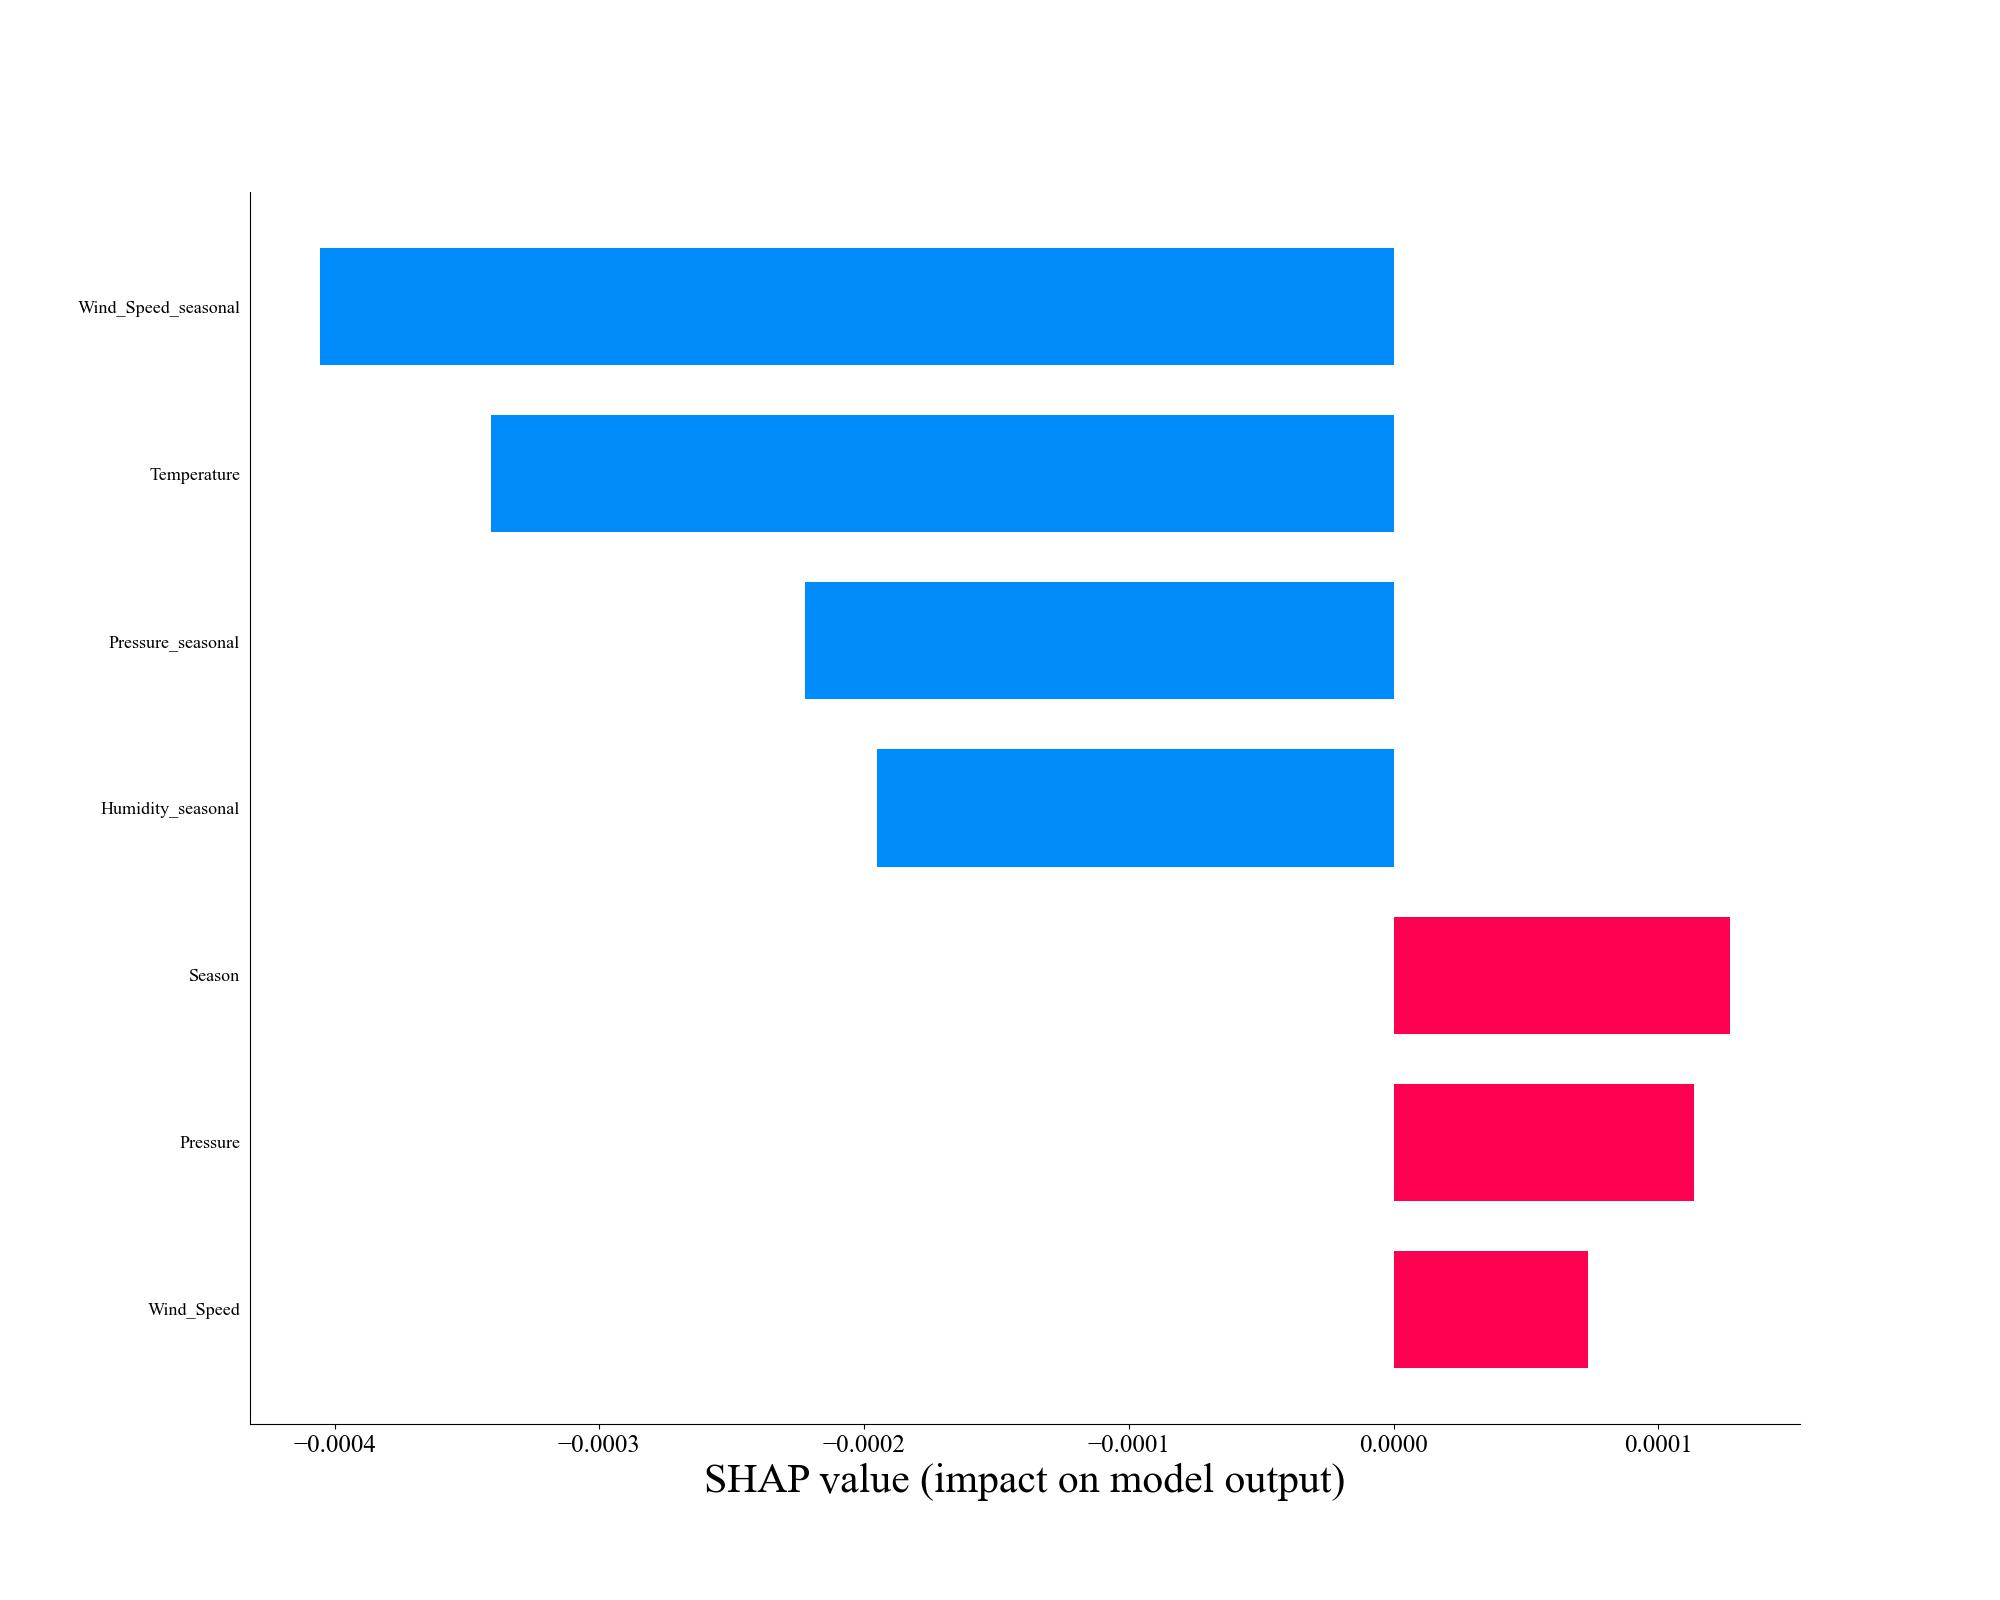 Wind_Speed_seasonal
Temperature
Pressure_seasonal
Humidity_seasonal
Season
Pressure
Wind_Speed
−0.0004 −0.0003 −0.0002 −0.0001 0.0000 0.0001
SHAP value (impact on model output)